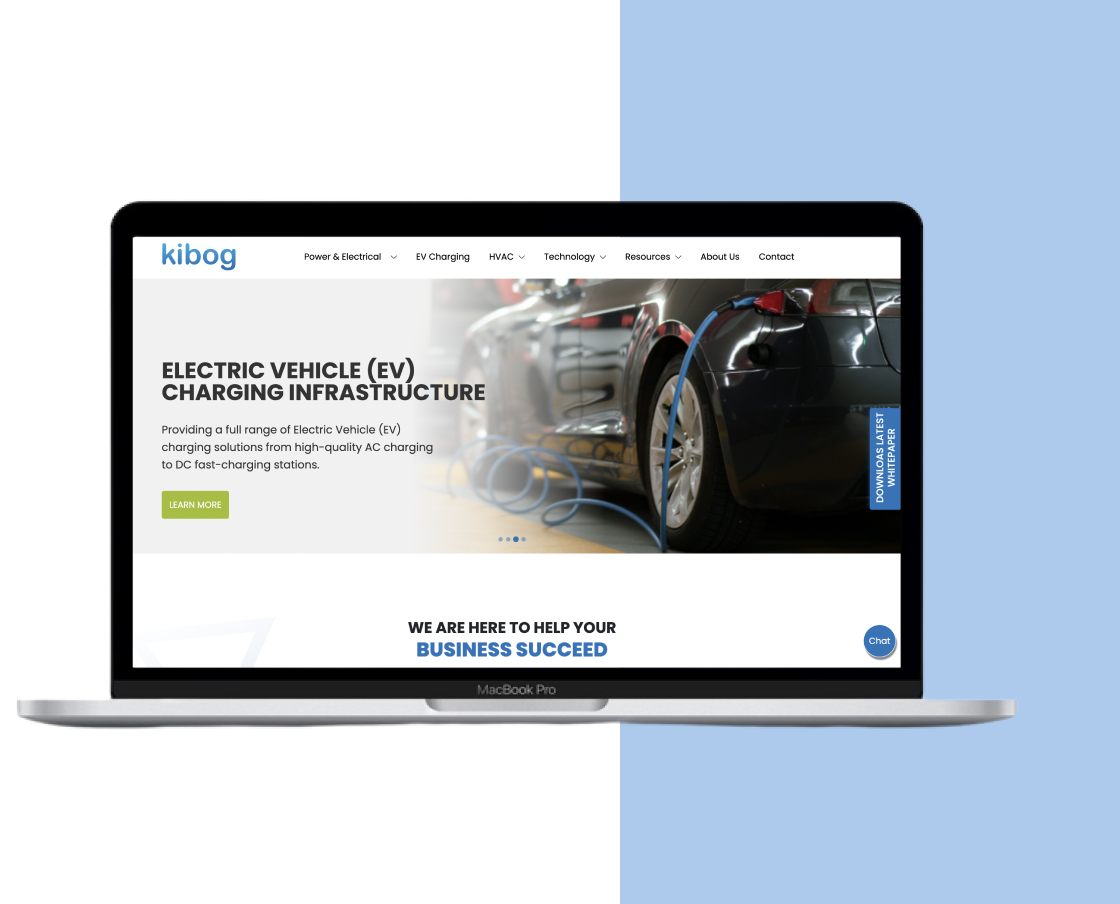 kibog
Power & Electrical
EV Charging
HVAC
Technology
Resources
About Us
Contact
ELECTRIC VEHICLE (EV)
CHARGING INFRASTRUCTURE
Providing a full range of Electric Vehicle (EV)
charging solutions from high-quality AC charging
to DC fast-charging stations.
LEARN MORE
DOWNLOAS LATEST
WHITEPAPER
WE ARE HERE TO HELP YOUR
BUSINESS SUCCEED
Chat
MacBook Pro